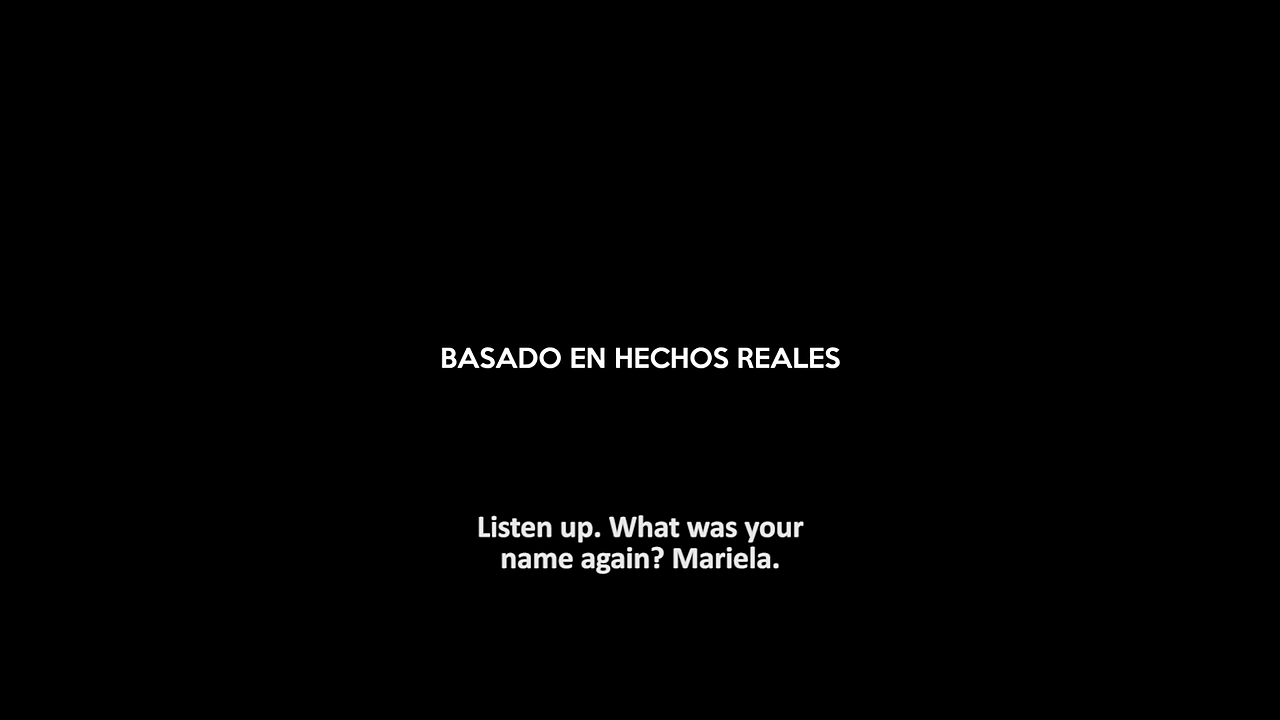 BASADO EN HECHOS REALES
Listen up. What was your
name again? Mariela.